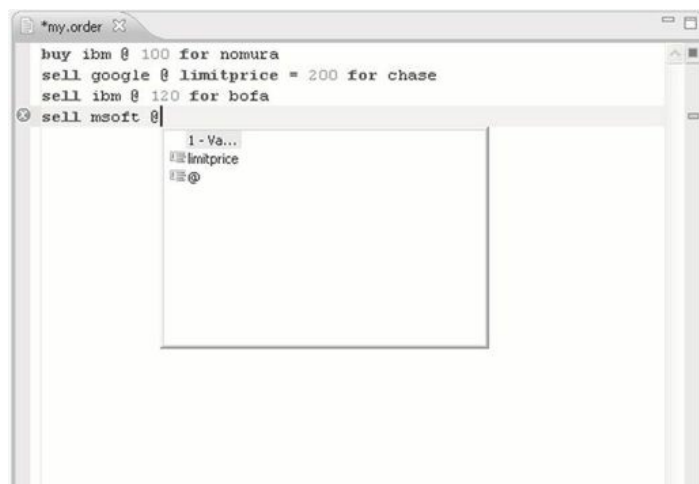 *my.order
buy ibm @ 100 for nomura
sell google @ limitprice = 200 for chase
sell ibm @ 120 for bofa
sell msoft @
1 - Va...
limitprice
@